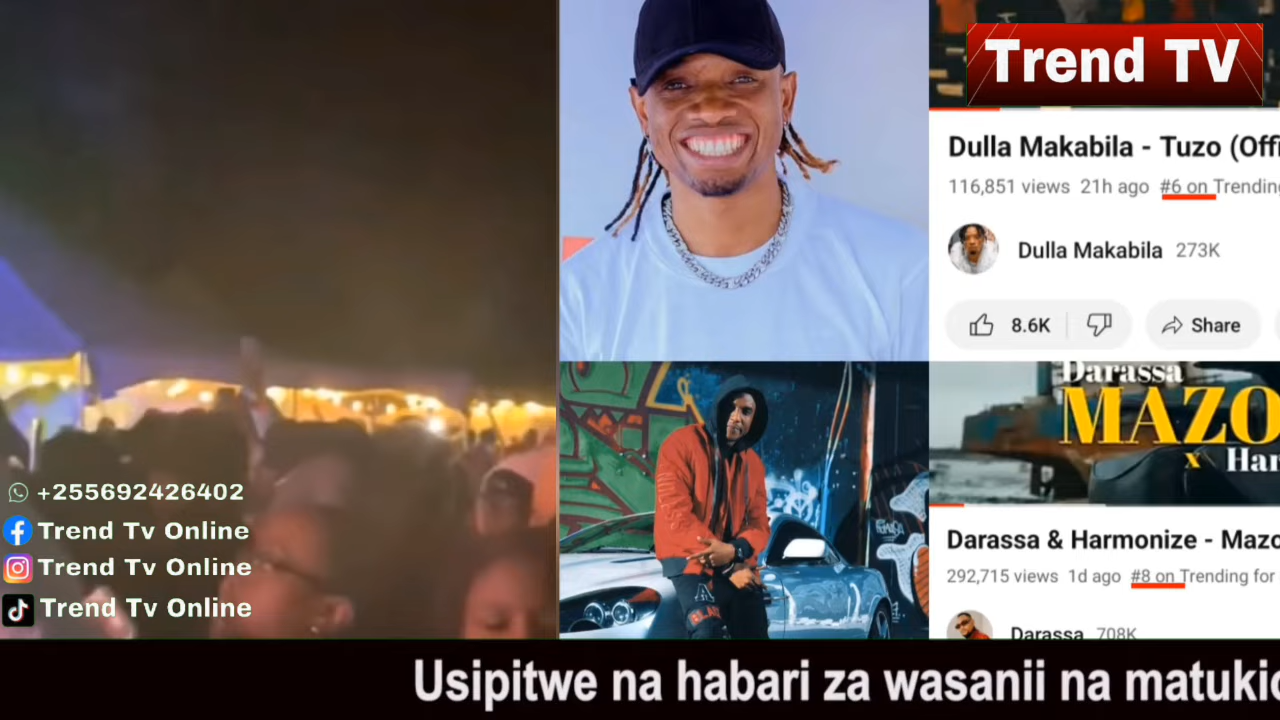 Trend TV
Dulla Makabila - Tuzo (Offi
116,851 views 21h ago #6 on Trending
Dulla Makabila 273K
8.6K Share
Darassa
MAZO
x Har
Darassa & Harmonize - Mazo
292,715 views 1d ago #8 on Trending for
Darassa 708K
+255692426402
Trend Tv Online
Trend Tv Online
Trend Tv Online
Usipitwe na habari za wasanii na matukio